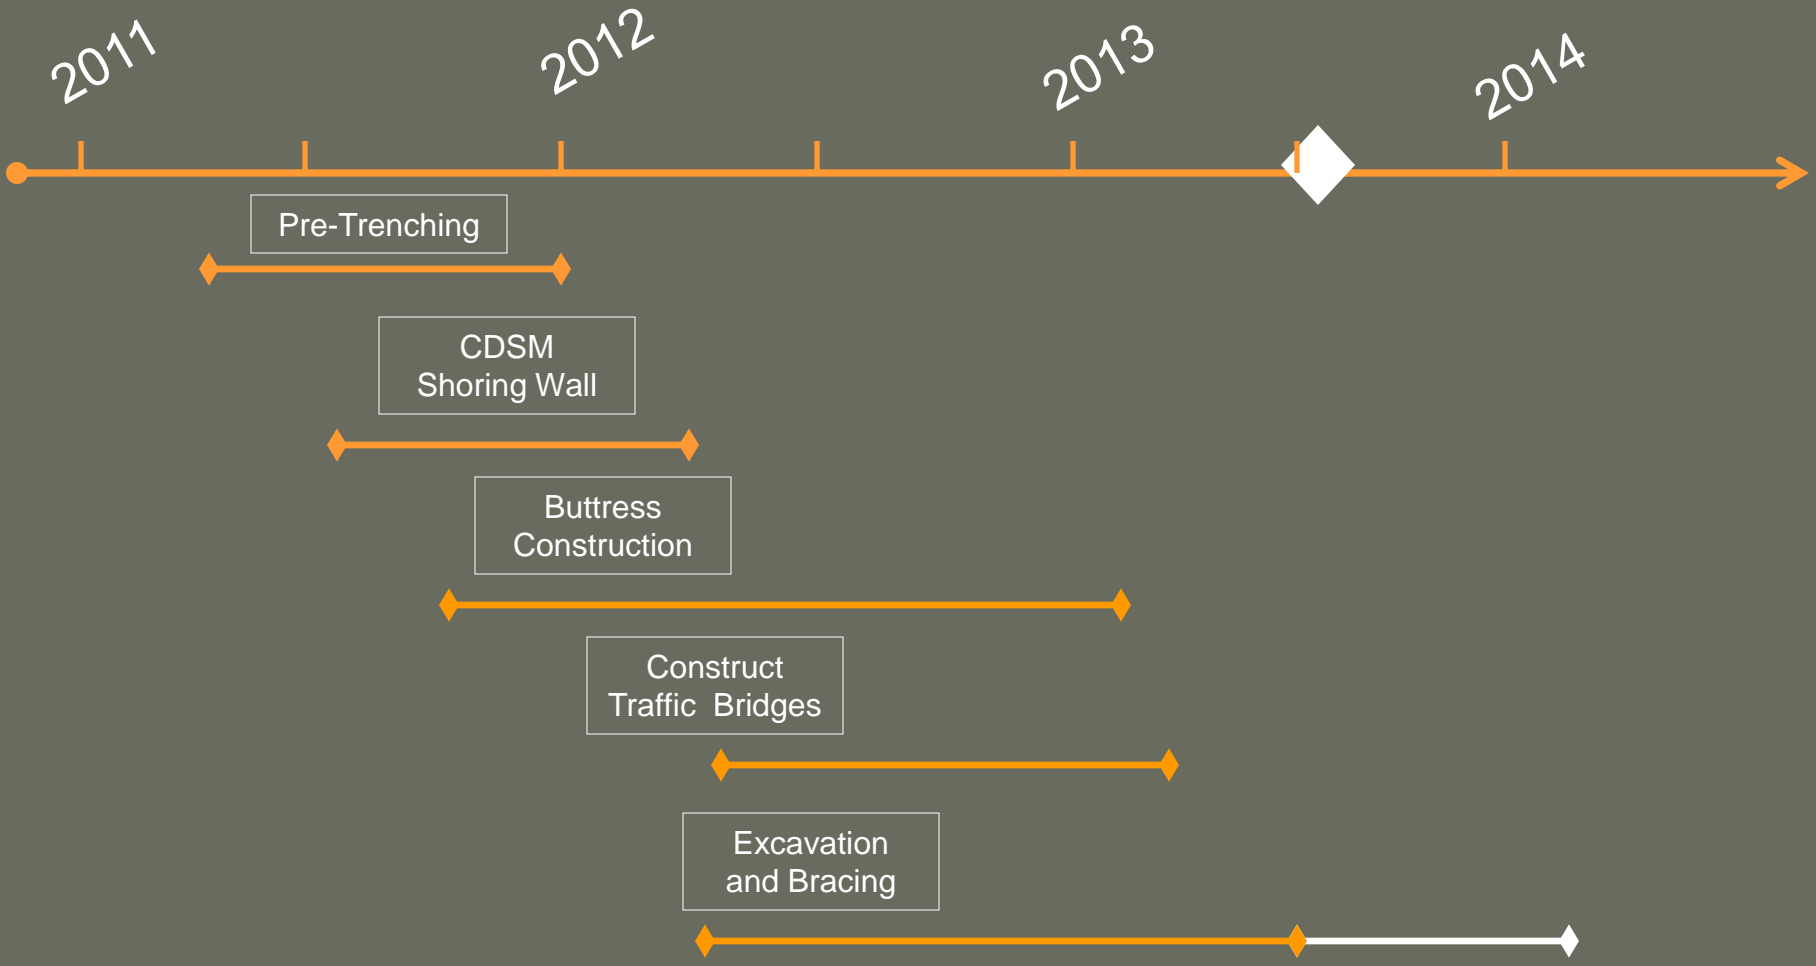 2011
2012
2013
2014
Pre-Trenching
CDSM
Shoring Wall
Buttress
Construction
Construct
Traffic  Bridges
Excavation
and Bracing